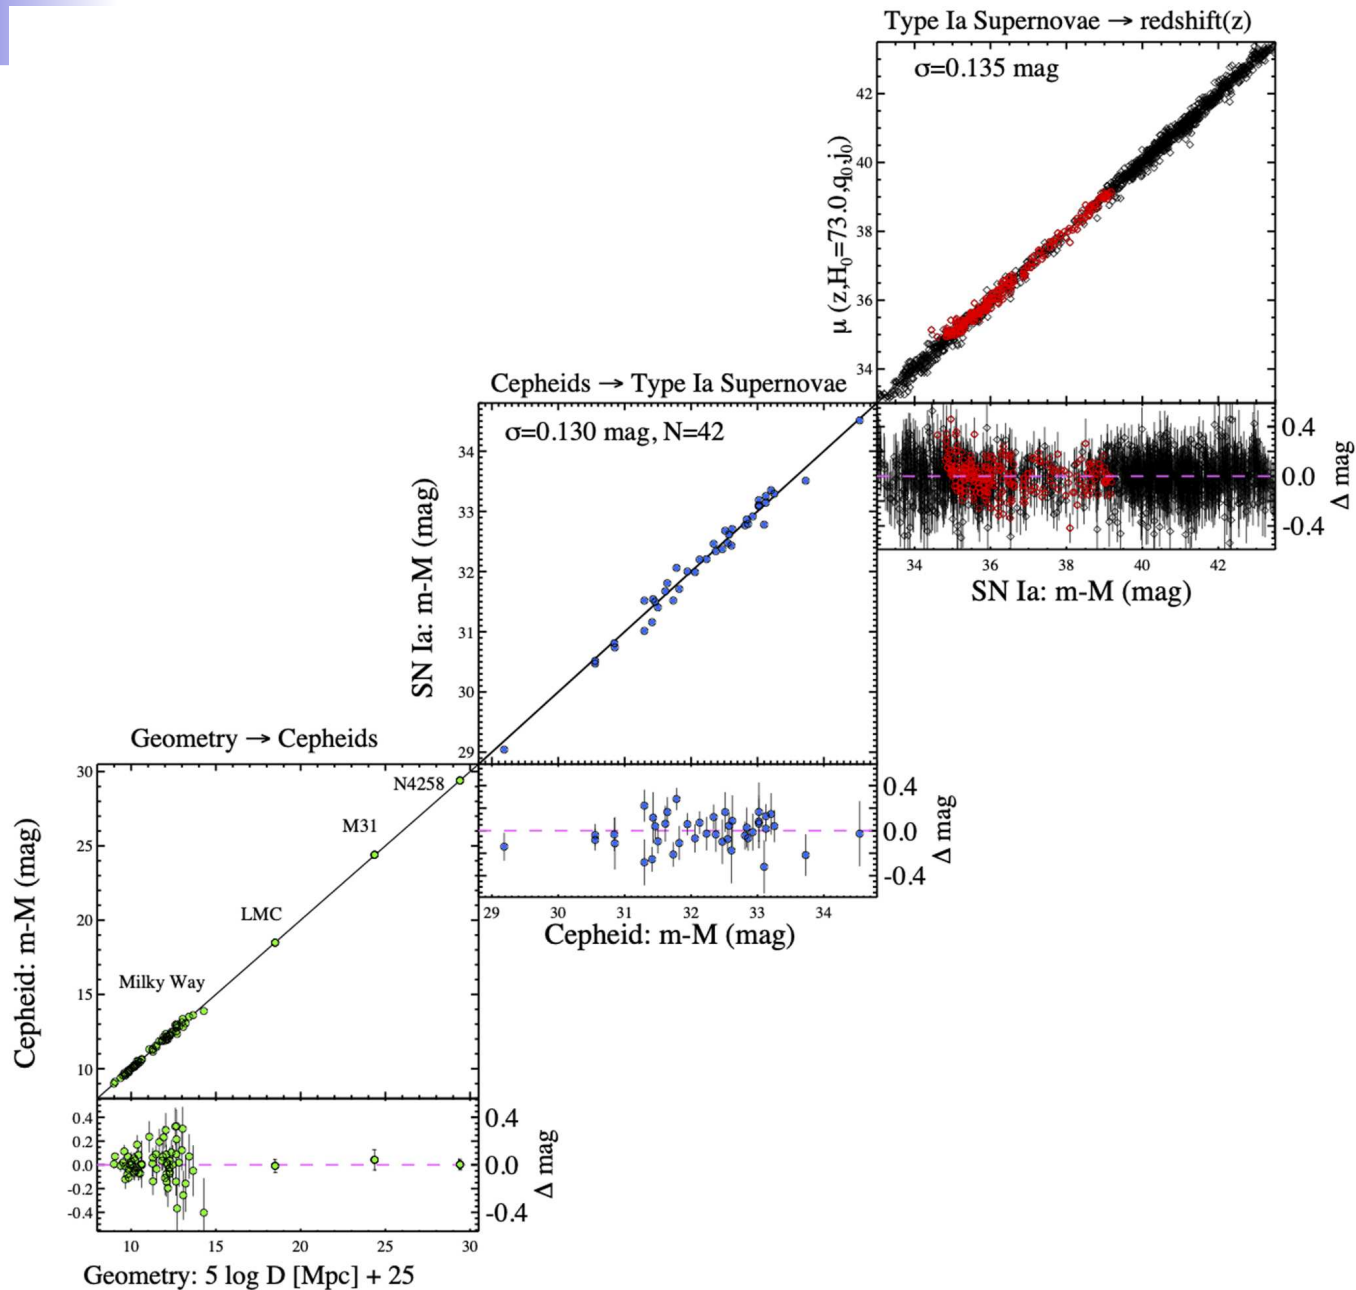 Type Ia Supernovae → redshift(z)
σ=0.135 mag
42
40
38
36
34
μ (z,H₀=73.0,q₀,j₀)
0.4
0.0
-0.4
Δ mag
34 36 38 40 42
SN Ia: m-M (mag)
Cepheids → Type Ia Supernovae
σ=0.130 mag, N=42
34
33
32
31
30
29
SN Ia: m-M (mag)
0.4
0.0
-0.4
Δ mag
29 30 31 32 33 34
Cepheid: m-M (mag)
Geometry → Cepheids
30
25
20
15
10
Cepheid: m-M (mag)
N4258
M31
LMC
Milky Way
0.4
0.2
0.0
-0.2
-0.4
0.4
0.0
-0.4
Δ mag
10 15 20 25 30
Geometry: 5 log D [Mpc] + 25